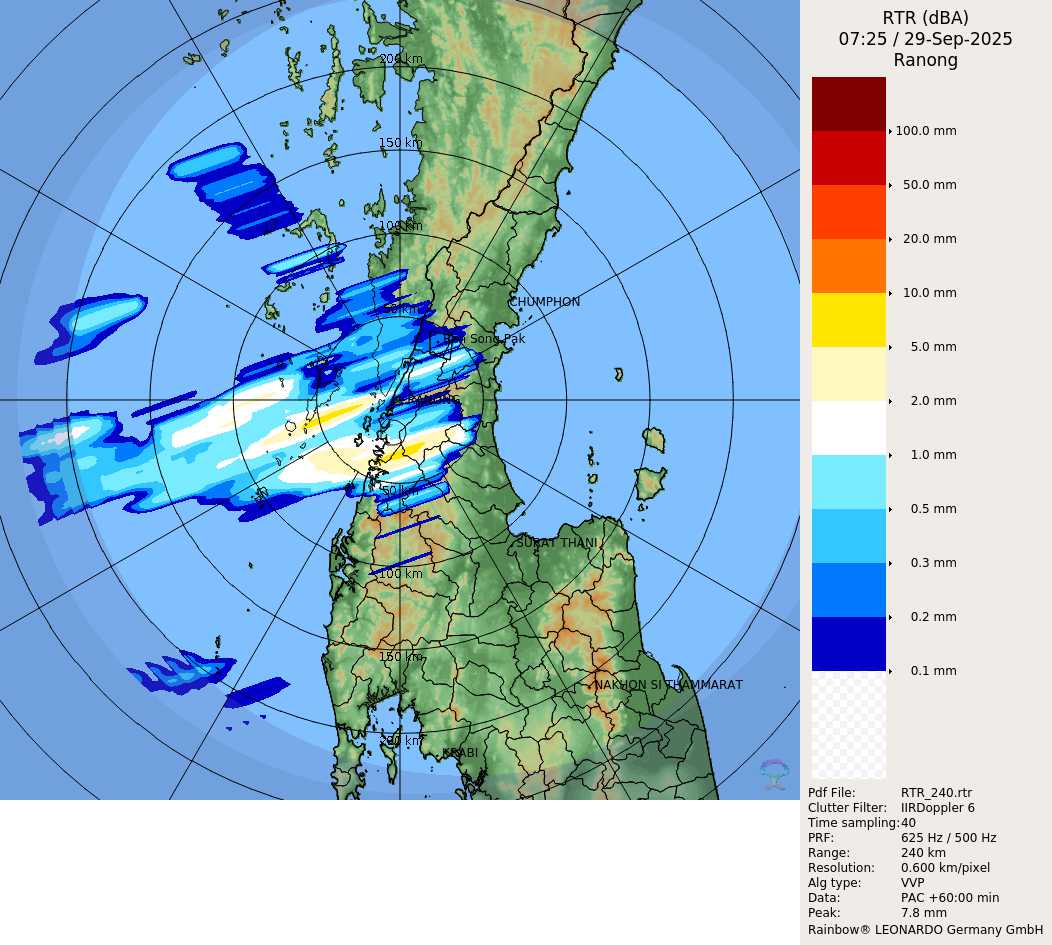 RTR (dBA)
07:25 / 29-Sep-2025
Ranong
200 km
150 km
100 km
CHUMPHON
50 km
Ban Song Pak
RANONG
50 km
SURAT THANI
100 km
150 km
NAKHON SI THAMMARAT
200 km
KRABI
100.0 mm
50.0 mm
20.0 mm
10.0 mm
5.0 mm
2.0 mm
1.0 mm
0.5 mm
0.3 mm
0.2 mm
0.1 mm
Pdf File: RTR_240.rtr
Clutter Filter: IIRDoppler 6
Time sampling:40
PRF: 625 Hz / 500 Hz
Range: 240 km
Resolution: 0.600 km/pixel
Alg type: VVP
Data: PAC +60:00 min
Peak: 7.8 mm
Rainbow® LEONARDO Germany GmbH